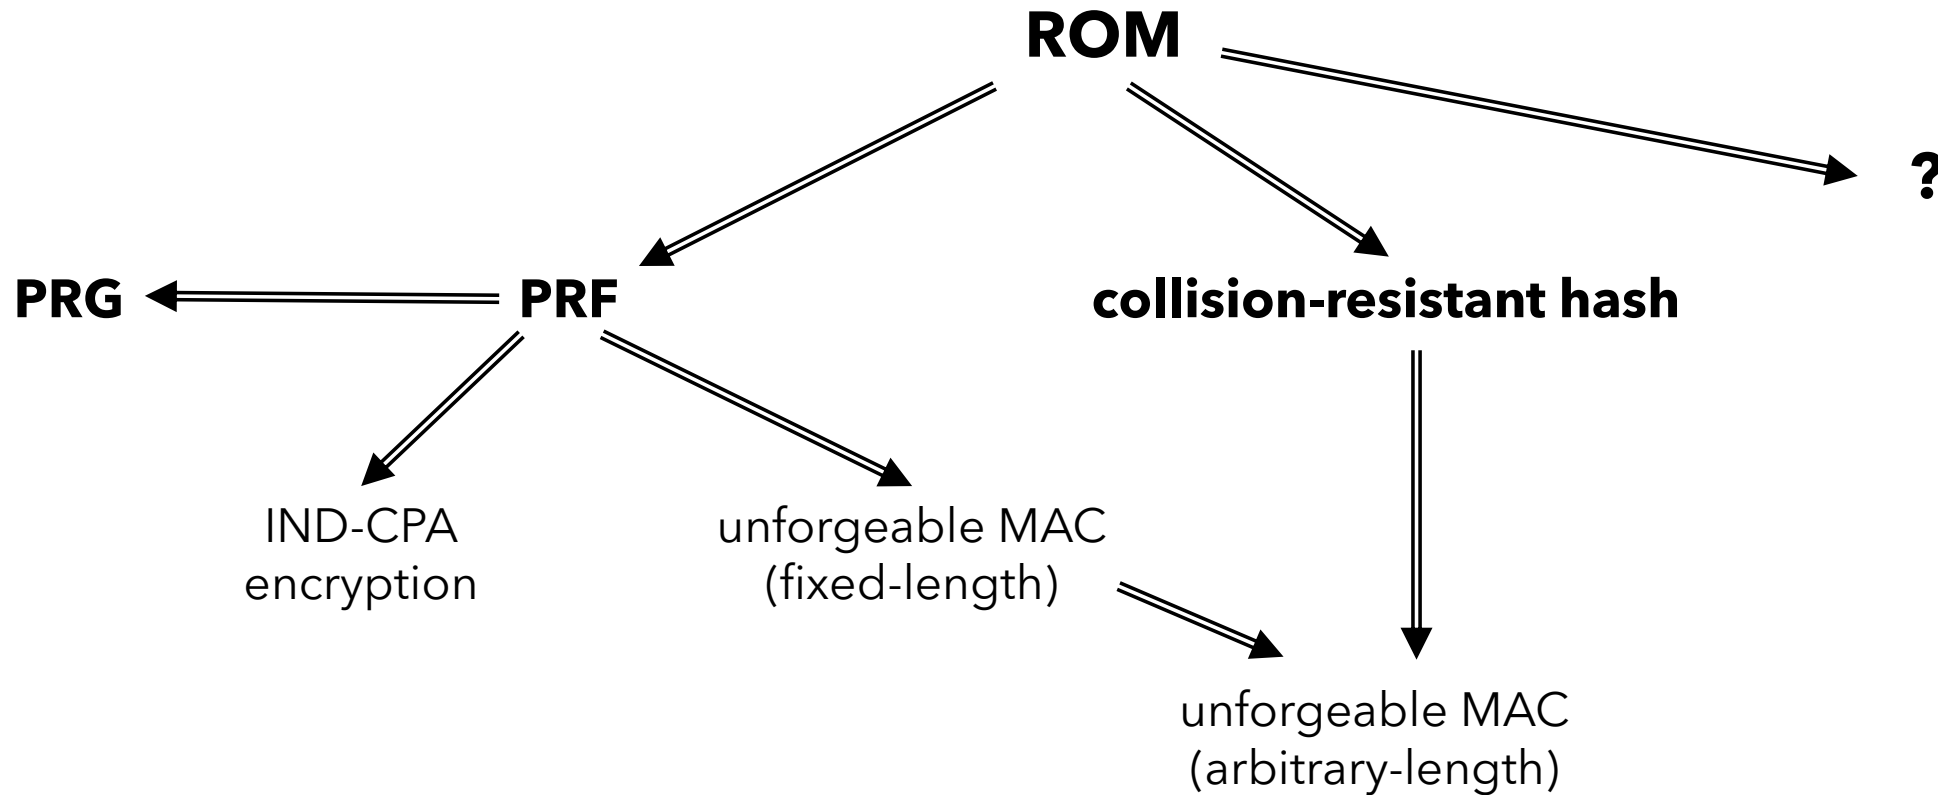 ROM
?
PRG
PRF
collision-resistant hash
IND-CPA
encryption
unforgeable MAC
(fixed-length)
unforgeable MAC
(arbitrary-length)